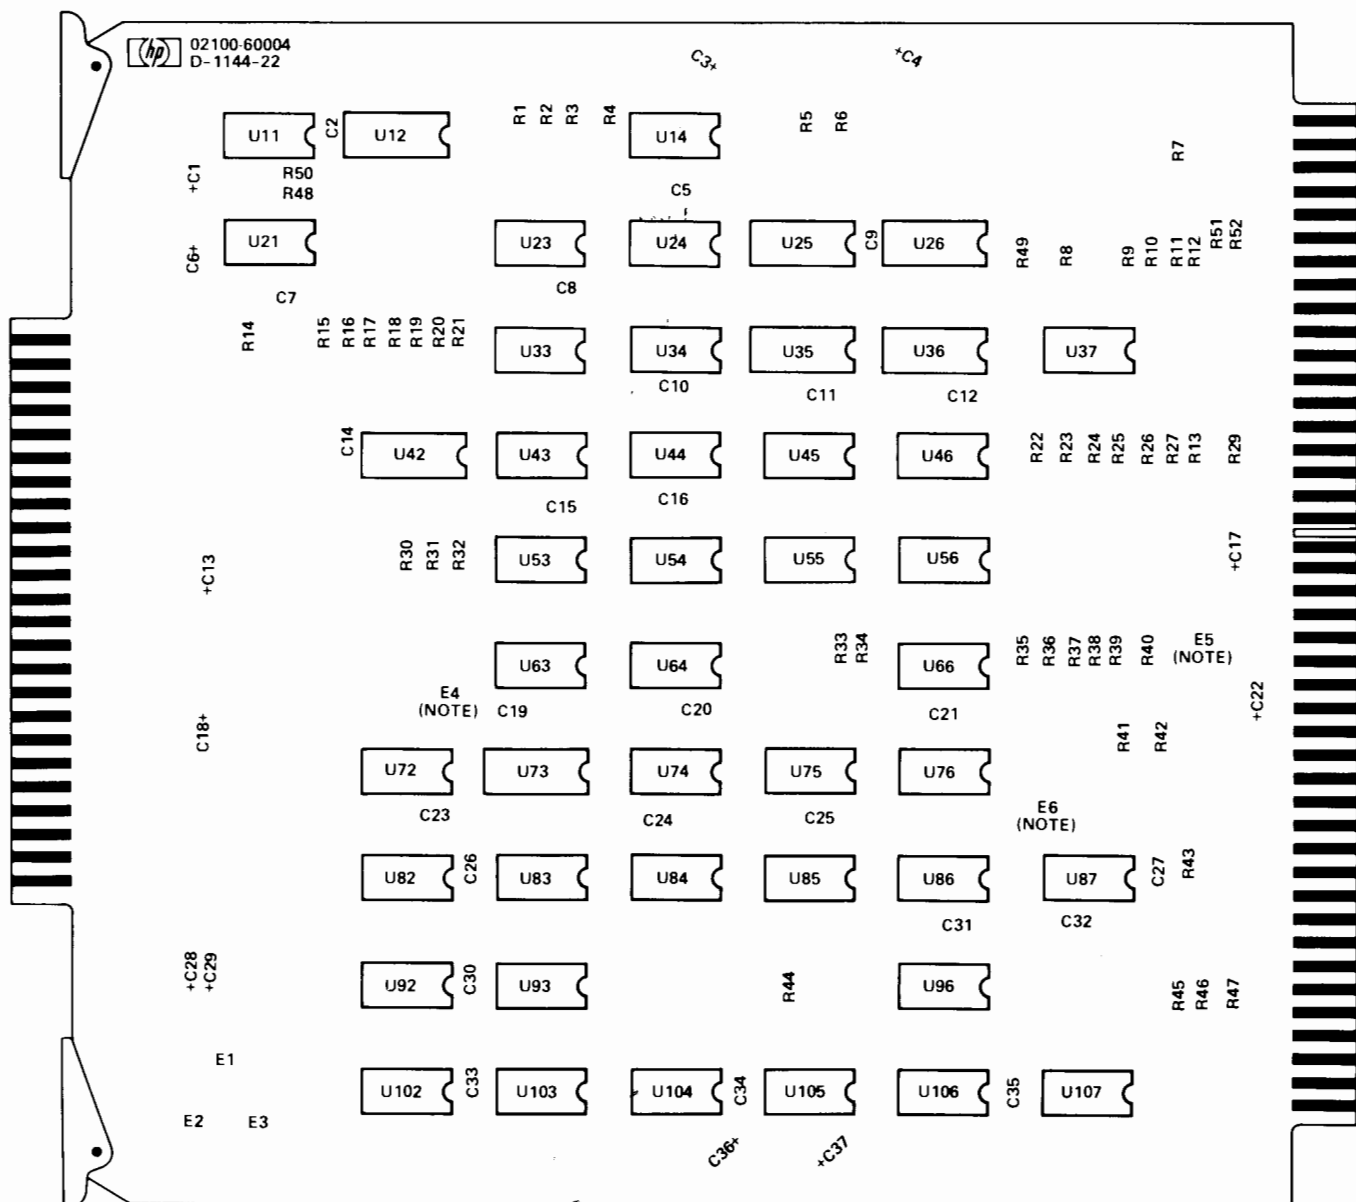 hp 02100-60004
D-1144-22
C3+ +C4
U11 C2 U12 R1 R2 R3 R4 U14 R5 R6 R7
+C1 R50
R48 C5
C6+ U21 U23 U24 U25 C9 U26 R49 R8 R9 R10 R11 R12 R51 R52
C7 C8
R14 R15 R16 R17 R18 R19 R20 R21 U33 U34 U35 U36 U37
C10 C11 C12
C14 U42 U43 U44 U45 U46 R22 R23 R24 R25 R26 R27 R13 R29
C15 C16
+C13 R30 R31 R32 U53 U54 U55 U56 +C17
U63 U64 R33 R34 U66 R35 R36 R37 R38 R39 R40 E5
(NOTE)
E4
(NOTE) C19 C20 C21 +C22
C18+ R41 R42
U72 U73 U74 U75 U76
C23 C24 C25 E6
(NOTE)
U82 C26 U83 U84 U85 U86 U87 C27 R43
C31 C32
+C28 +C29 U92 C30 U93 R44 U96 R45 R46 R47
E1
U102 C33 U103 U104 C34 U105 U106 C35 U107
E2 E3
C36+ +C37